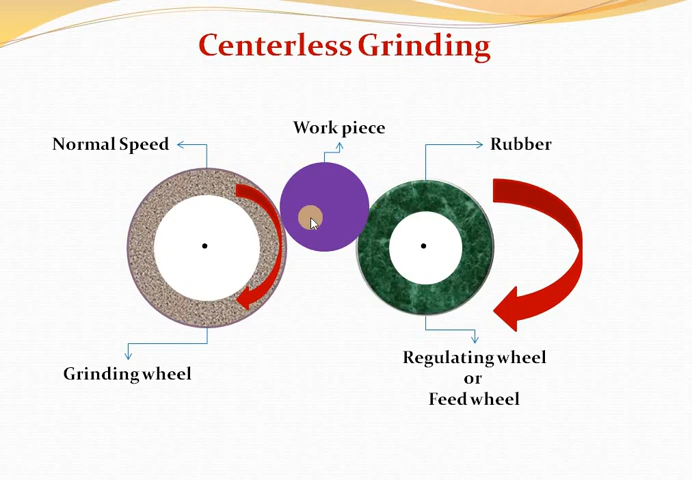 Centerless Grinding
Normal Speed
Work piece
Rubber
Grinding wheel
Regulating wheel
or
Feed wheel